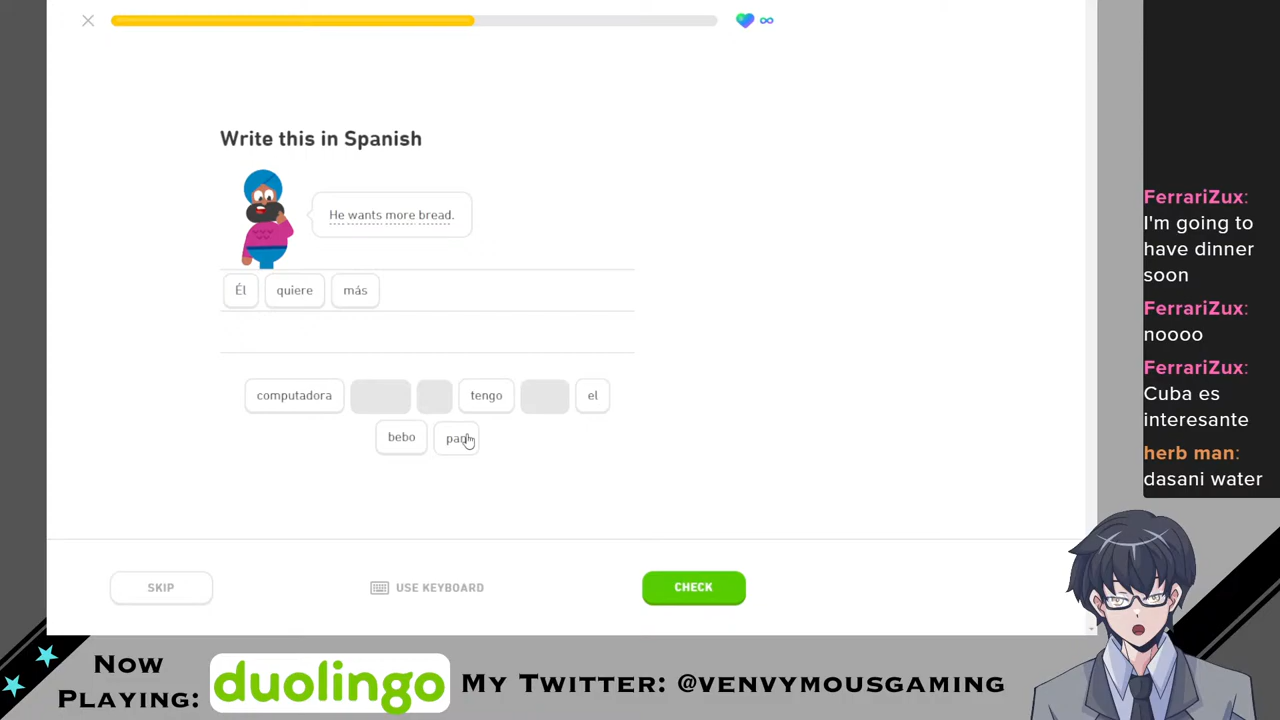 ∞
Write this in Spanish
He wants more bread.
Él quiere más
computadora tengo el
bebo pan
SKIP USE KEYBOARD CHECK
FerrariZux:
I'm going to
have dinner
soon
FerrariZux:
noooo
FerrariZux:
Cuba es
interesante
herb man:
dasani water
Now
Playing:
duolingo
My Twitter: @venvymousgaming